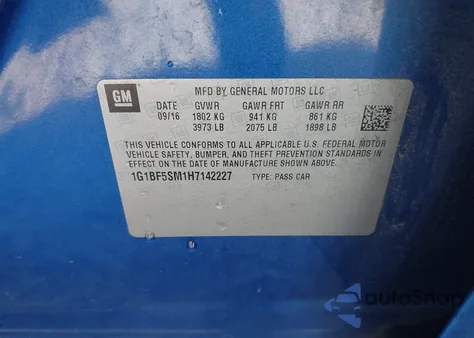 GM
MFD BY GENERAL MOTORS LLC
DATE GVWR GAWR FRT GAWR RR
09/16 1802 KG 941 KG 861 KG
3973 LB 2075 LB 1898 LB
THIS VEHICLE CONFORMS TO ALL APPLICABLE U.S. FEDERAL MOTOR
VEHICLE SAFETY, BUMPER, AND THEFT PREVENTION STANDARDS IN
EFFECT ON THE DATE OF MANUFACTURE SHOWN ABOVE.
1G1BF5SM1H7142227 TYPE: PASS CAR
AutoSnap